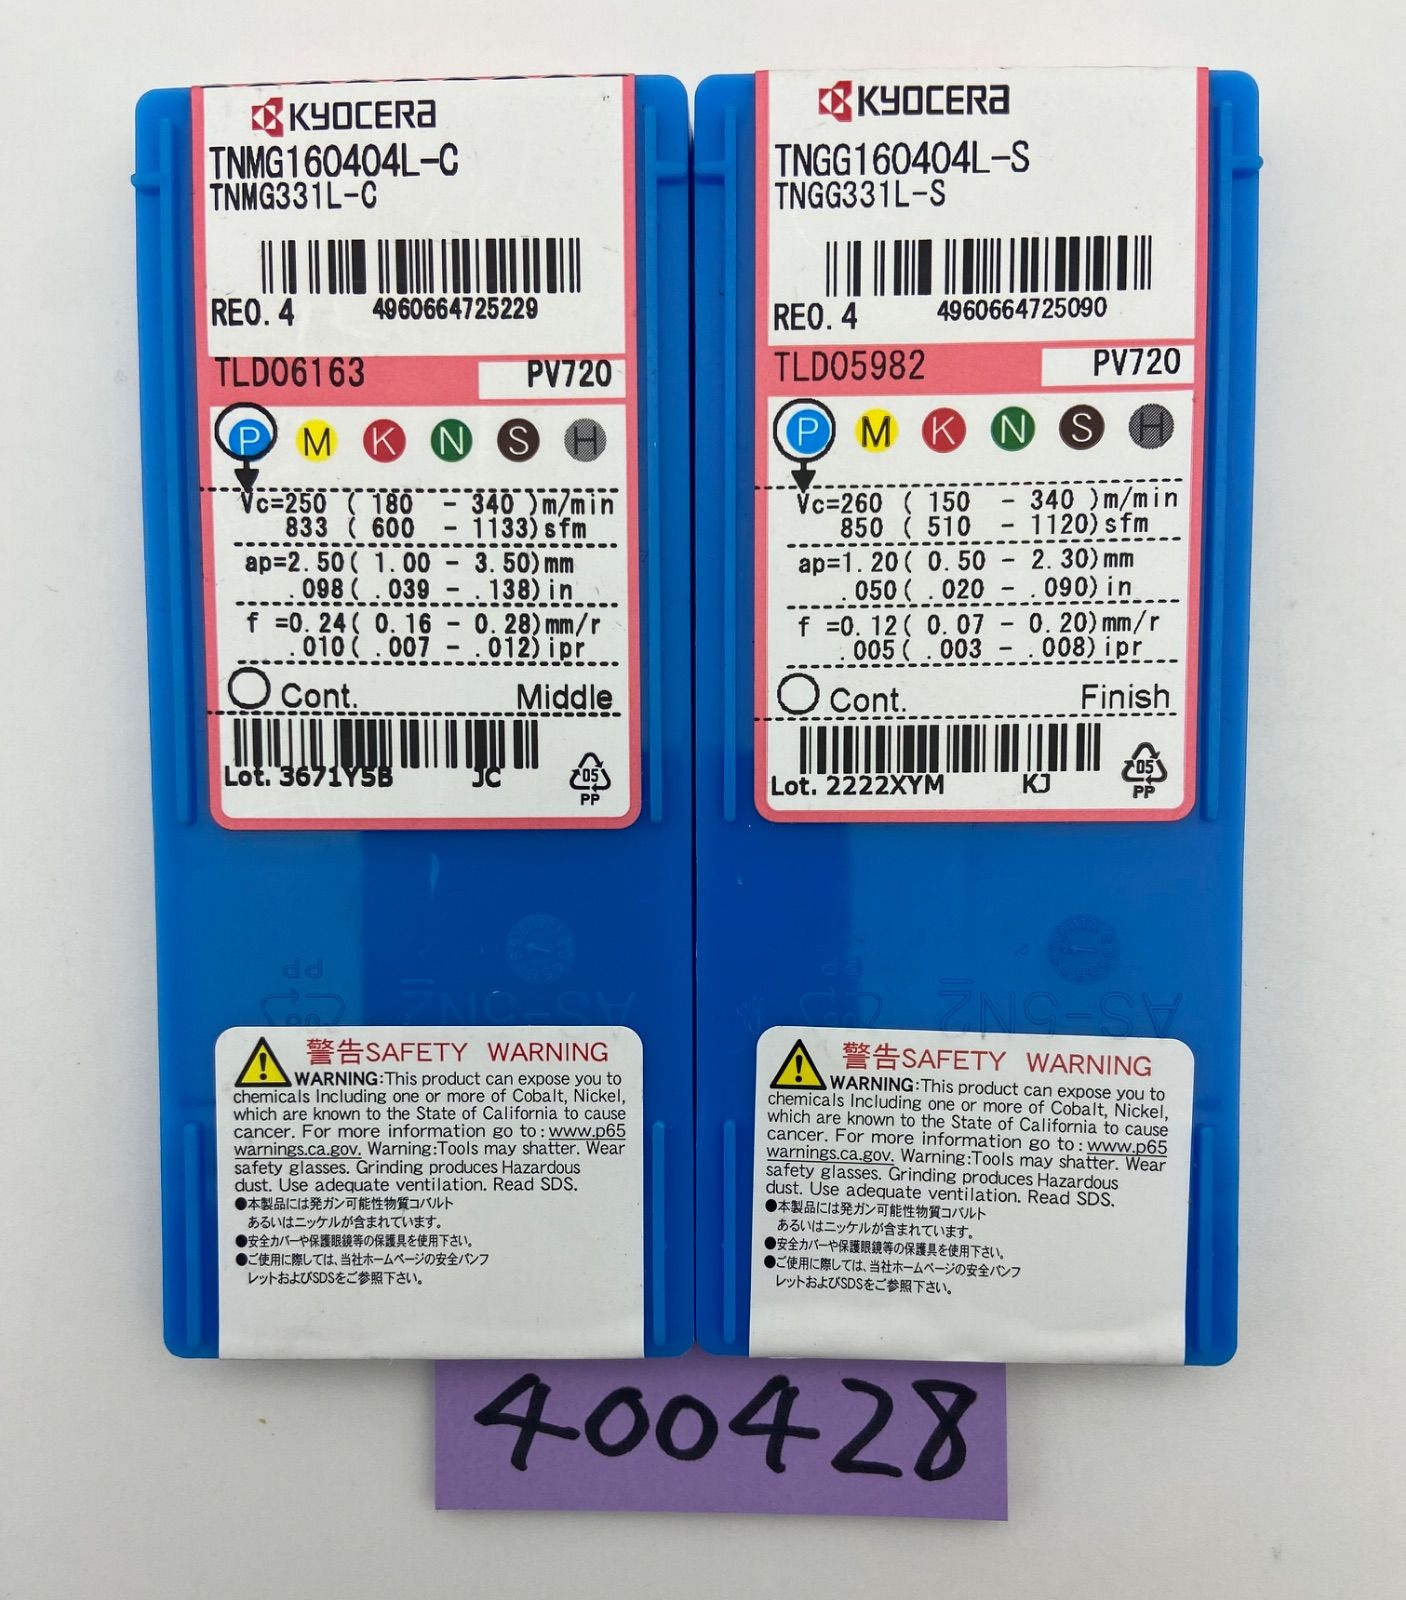 KYOCERA
TNMG160404L-C
TNMG331L-C
RE0.4
4960664725229
TLD06163
PV720
P M K N S H
Vc=250 ( 180 - 340 )m/min
833 ( 600 - 1133)sfm
ap=2.50( 1.00 - 3.50)mm
.098( .039 - .138)in
f =0.24( 0.16 - 0.28)mm/r
.010( .007 - .012)ipr
Cont. Middle
Lot. 3671Y5B JC
05
PP
警告SAFETY WARNING
WARNING:This product can expose you to
chemicals Including one or more of Cobalt, Nickel,
which are known to the State of California to cause
cancer. For more information go to : www.p65
warnings.ca.gov. Warning:Tools may shatter. Wear
safety glasses. Grinding produces Hazardous
dust. Use adequate ventilation. Read SDS.
●本製品には発ガン可能性物質コバルト
あるいはニッケルが含まれています。
●安全カバーや保護眼鏡等の保護具を使用下さい。
●ご使用に際しては、当社ホームページの安全パンフ
レットおよびSDSをご参照下さい。
KYOCERA
TNGG160404L-S
TNGG331L-S
RE0.4
4960664725090
TLD05982
PV720
P M K N S H
Vc=260 ( 150 - 340 )m/min
850 ( 510 - 1120)sfm
ap=1.20( 0.50 - 2.30)mm
.050( .020 - .090)in
f =0.12( 0.07 - 0.20)mm/r
.005( .003 - .008)ipr
Cont. Finish
Lot. 2222XYM KJ
05
PP
AS-5N2
警告SAFETY WARNING
WARNING:This product can expose you to
chemicals Including one or more of Cobalt, Nickel,
which are known to the State of California to cause
cancer. For more information go to : www.p65
warnings.ca.gov. Warning:Tools may shatter. Wear
safety glasses. Grinding produces Hazardous
dust. Use adequate ventilation. Read SDS.
●本製品には発ガン可能性物質コバルト
あるいはニッケルが含まれています。
●安全カバーや保護眼鏡等の保護具を使用下さい。
●ご使用に際しては、当社ホームページの安全パンフ
レットおよびSDSをご参照下さい。
400428